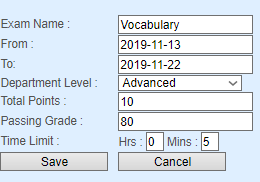 Exam Name : Vocabulary
From : 2019-11-13
To: 2019-11-22
Department Level : Advanced
Total Points : 10
Passing Grade : 80
Time Limit : Hrs : 0 Mins : 5
Save Cancel